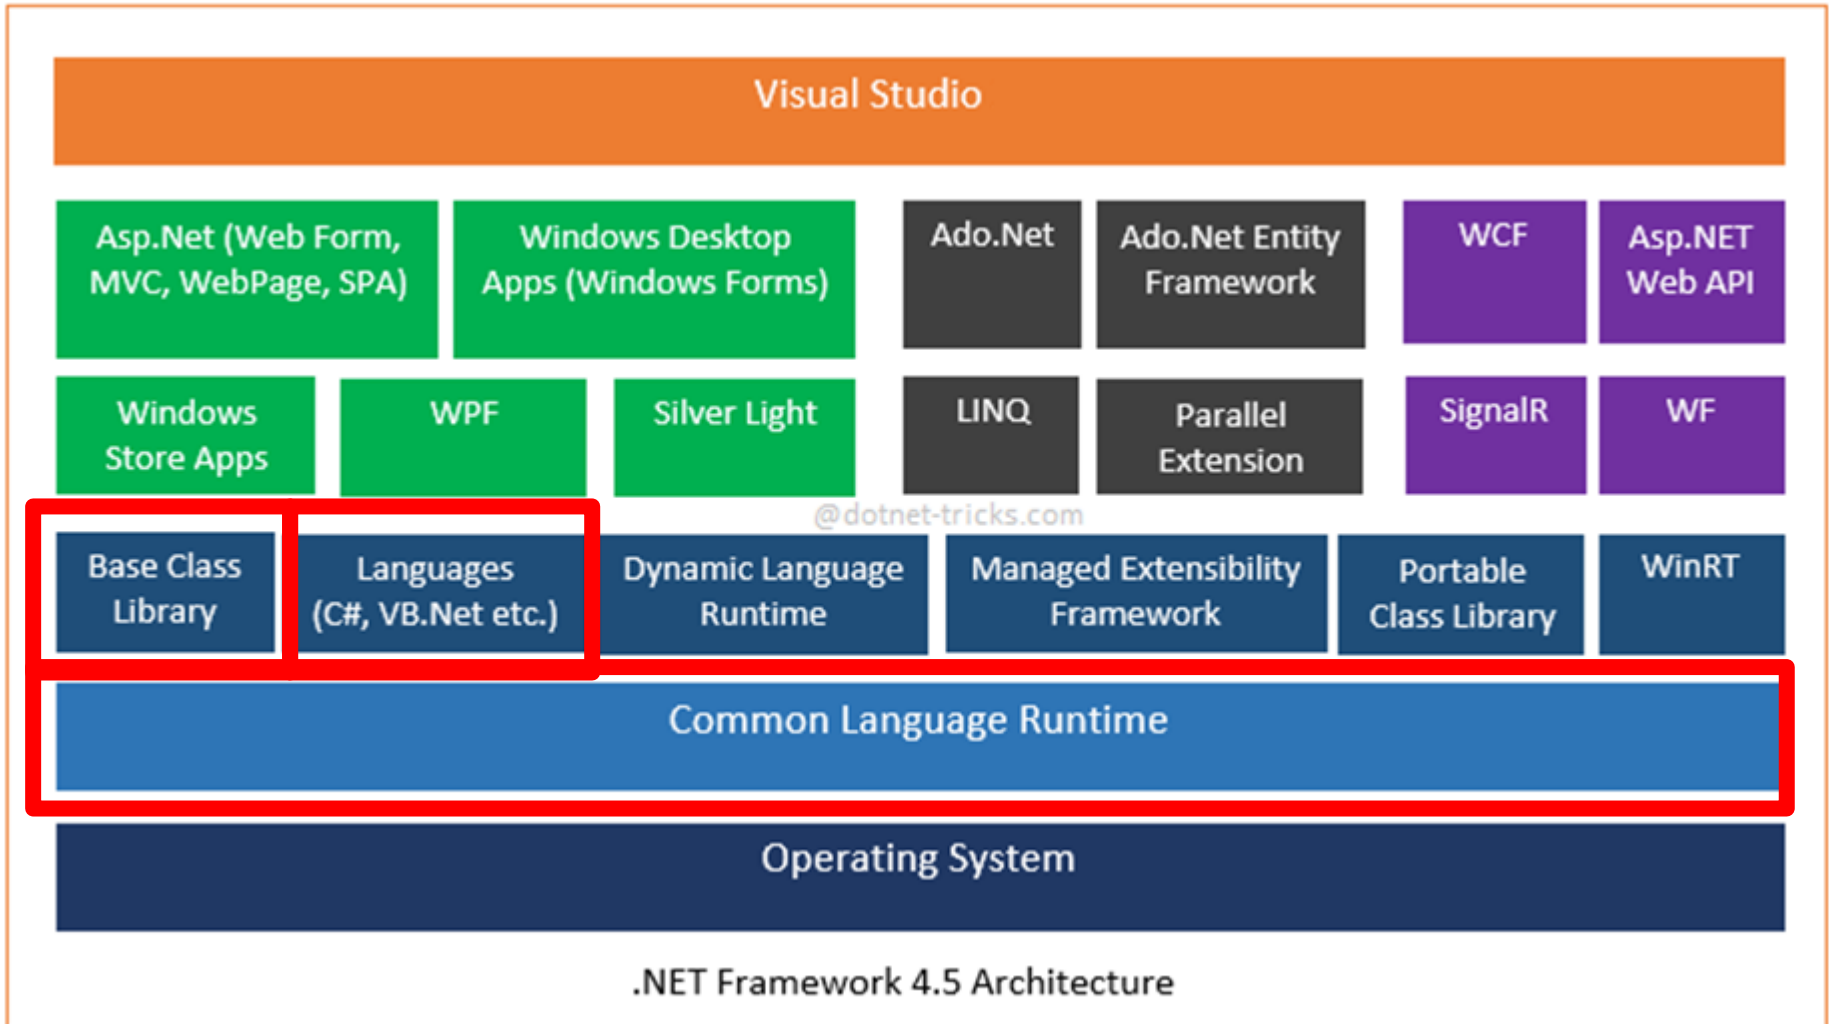 Visual Studio
Asp.Net (Web Form,
MVC, WebPage, SPA)
Windows Desktop
Apps (Windows Forms)
Ado.Net
Ado.Net Entity
Framework
WCF
Asp.NET
Web API
Windows
Store Apps
WPF
Silver Light
LINQ
Parallel
Extension
SignalR
WF
@dotnet-tricks.com
Base Class
Library
Languages
(C#, VB.Net etc.)
Dynamic Language
Runtime
Managed Extensibility
Framework
Portable
Class Library
WinRT
Common Language Runtime
Operating System
.NET Framework 4.5 Architecture